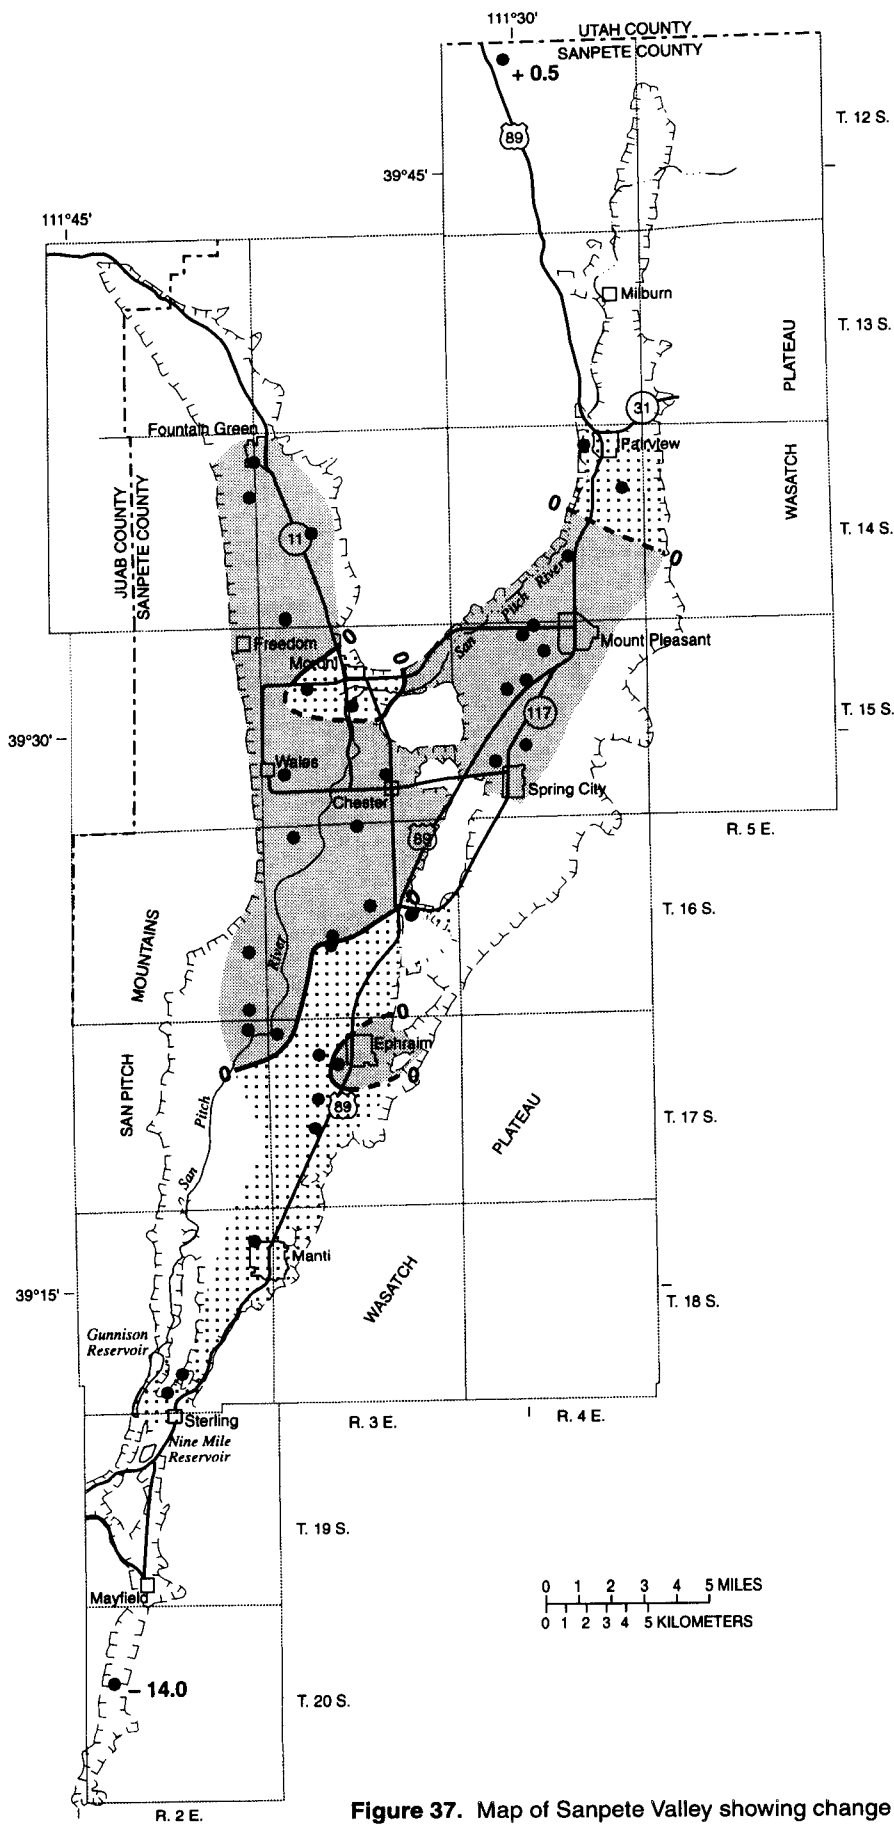 111°30'
UTAH COUNTY
SANPETE COUNTY
+ 0.5
T. 12 S.
89
39°45'
111°45'
Milburn
T. 13 S.
PLATEAU
31
Fountain Green
Fairview
WASATCH
0
T. 14 S.
JUAB COUNTY
SANPETE COUNTY
11
0
San Pitch River
Freedom
0
Moroni
0
Mount Pleasant
117
T. 15 S.
39°30'
Wales
Chester
Spring City
89
R. 5 E.
0
T. 16 S.
MOUNTAINS
River
0
Ephraim
0
0
SAN PITCH
Pitch
89
PLATEAU
T. 17 S.
San
Manti
WASATCH
39°15'
T. 18 S.
Gunnison
Reservoir
Sterling
R. 3 E.
R. 4 E.
Nine Mile
Reservoir
T. 19 S.
Mayfield
0 1 2 3 4 5 MILES
0 1 2 3 4 5 KILOMETERS
– 14.0
T. 20 S.
R. 2 E.
Figure 37. Map of Sanpete Valley showing change